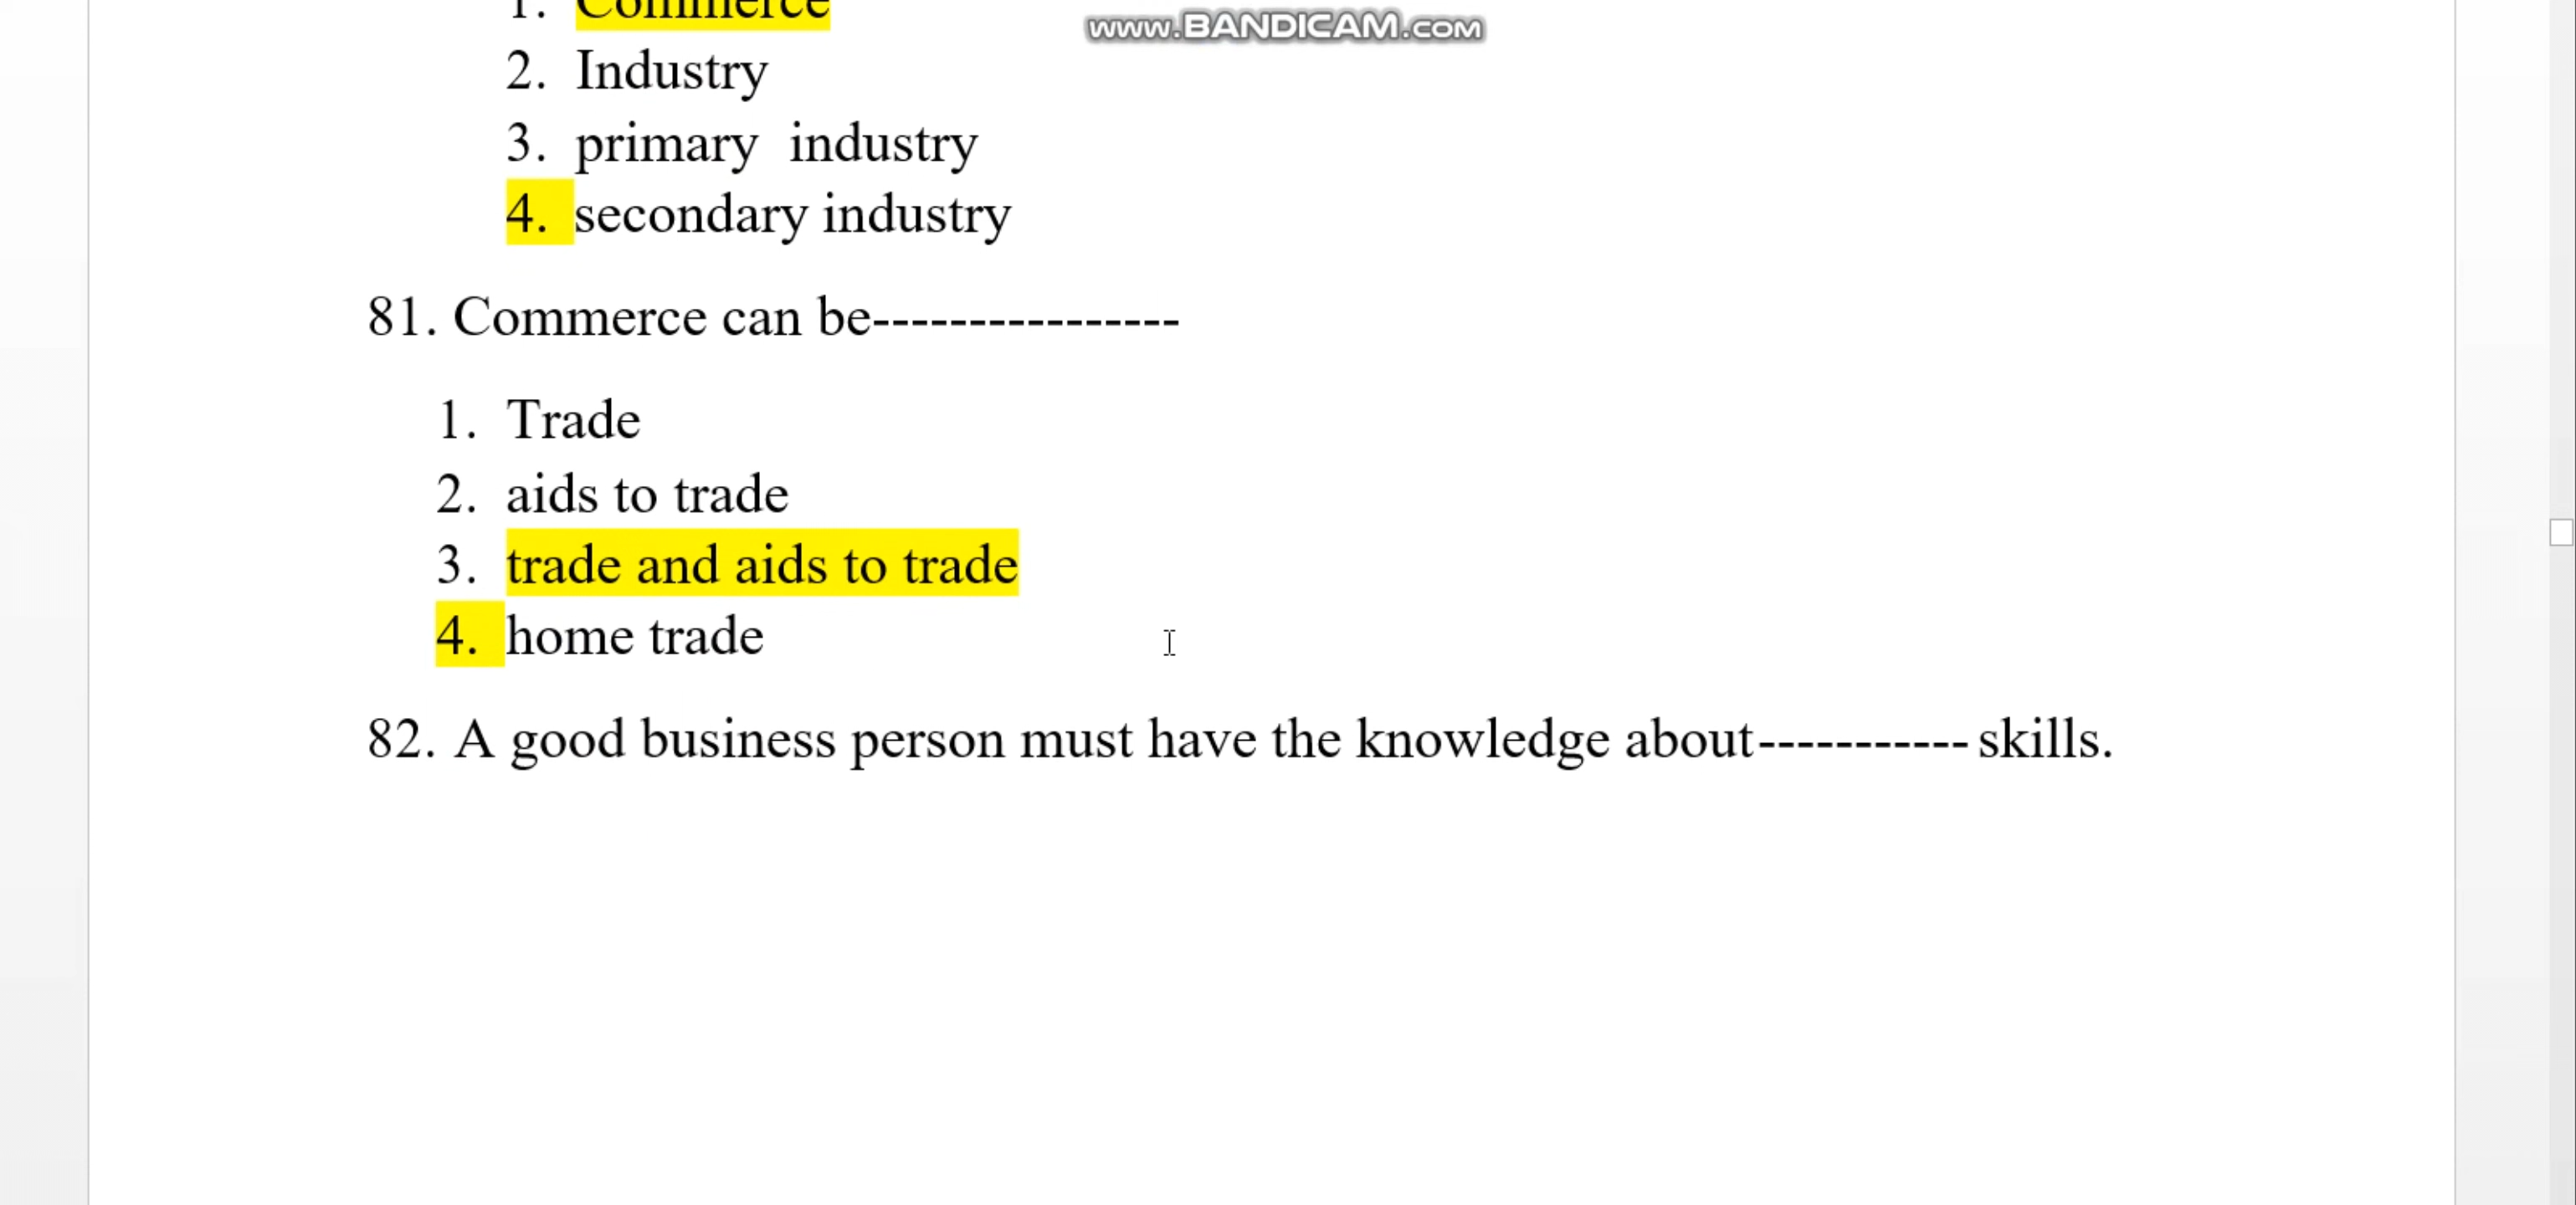 1. Commerce
www.BANDICAM.com
2. Industry
3. primary industry
4. secondary industry
81. Commerce can be----------------
1. Trade
2. aids to trade
3. trade and aids to trade
4. home trade
82. A good business person must have the knowledge about----------- skills.